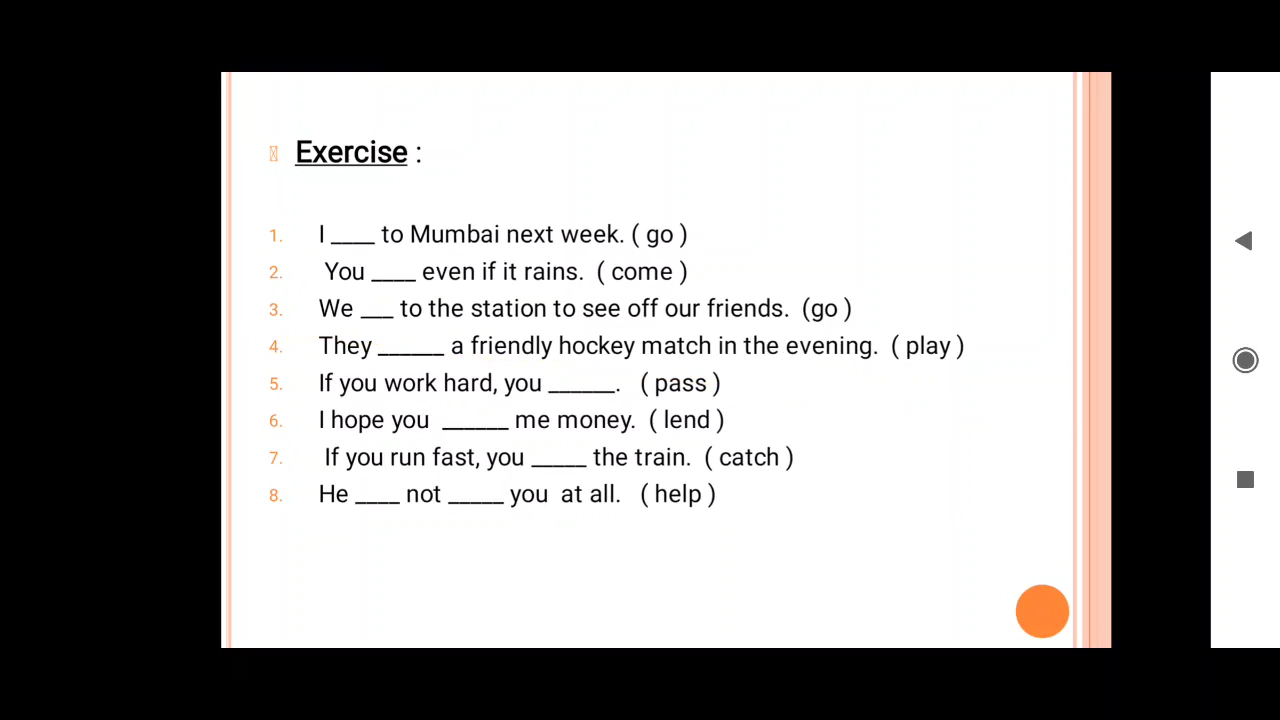 Exercise :
1. I ____ to Mumbai next week. ( go )
2. You ____ even if it rains. ( come )
3. We ___ to the station to see off our friends. (go )
4. They ______ a friendly hockey match in the evening. ( play )
5. If you work hard, you ______. ( pass )
6. I hope you ______ me money. ( lend )
7. If you run fast, you _____ the train. ( catch )
8. He ____ not _____ you at all. ( help )